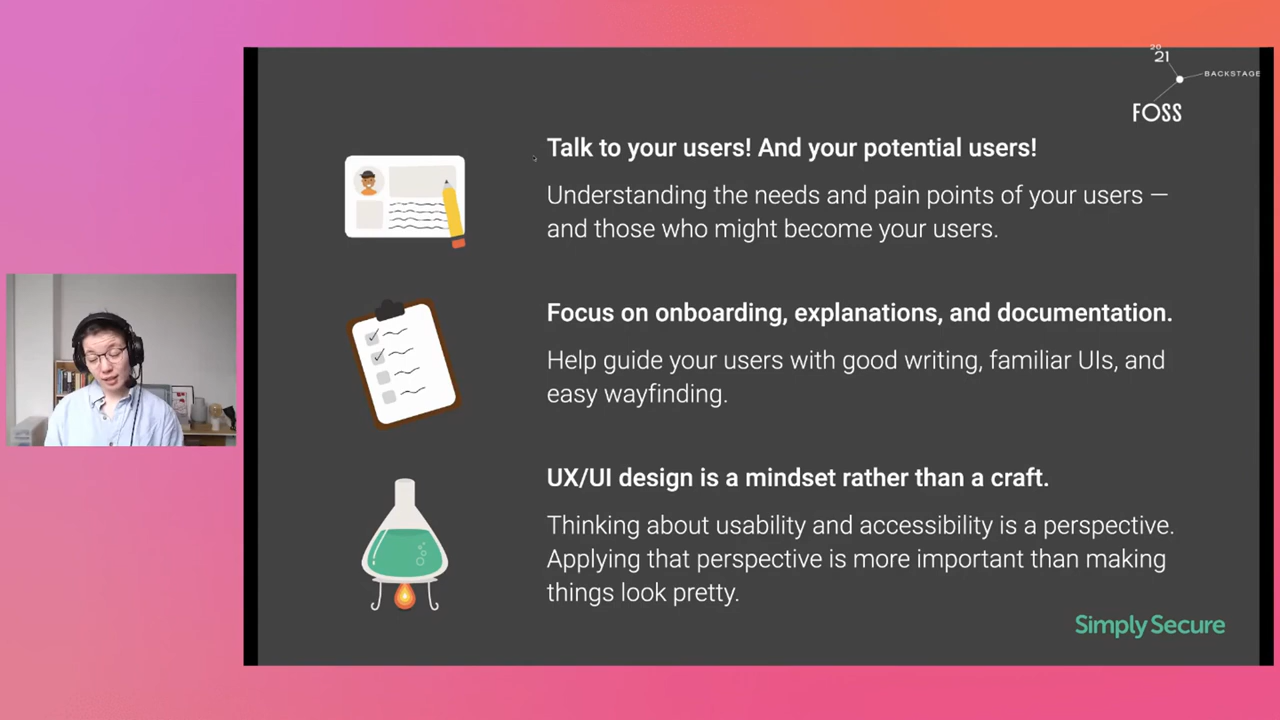 20
21
BACKSTAGE
FOSS
Talk to your users! And your potential users!
Understanding the needs and pain points of your users —
and those who might become your users.
Focus on onboarding, explanations, and documentation.
Help guide your users with good writing, familiar UIs, and
easy wayfinding.
UX/UI design is a mindset rather than a craft.
Thinking about usability and accessibility is a perspective.
Applying that perspective is more important than making
things look pretty.
Simply Secure